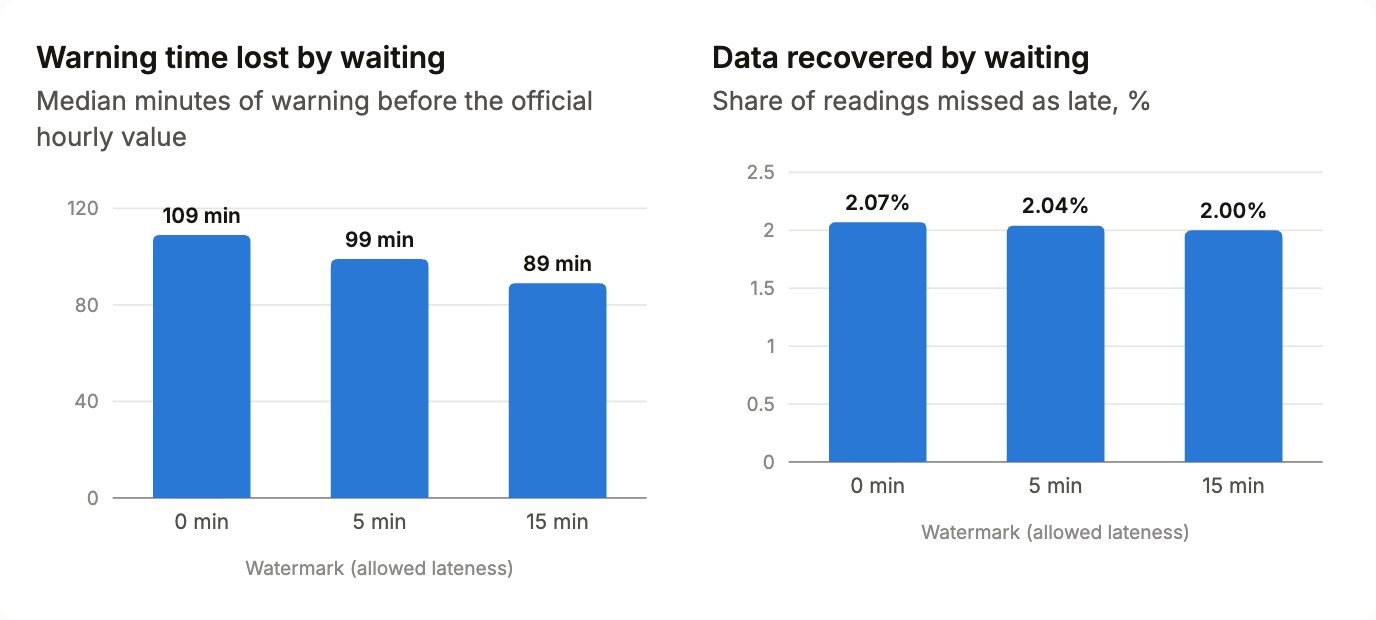 Warning time lost by waiting
Median minutes of warning before the official
hourly value
120
80
40
0
109 min
99 min
89 min
0 min
5 min
15 min
Watermark (allowed lateness)
Data recovered by waiting
Share of readings missed as late, %
2.5
2
1.5
1
0.5
0
2.07%
2.04%
2.00%
0 min
5 min
15 min
Watermark (allowed lateness)